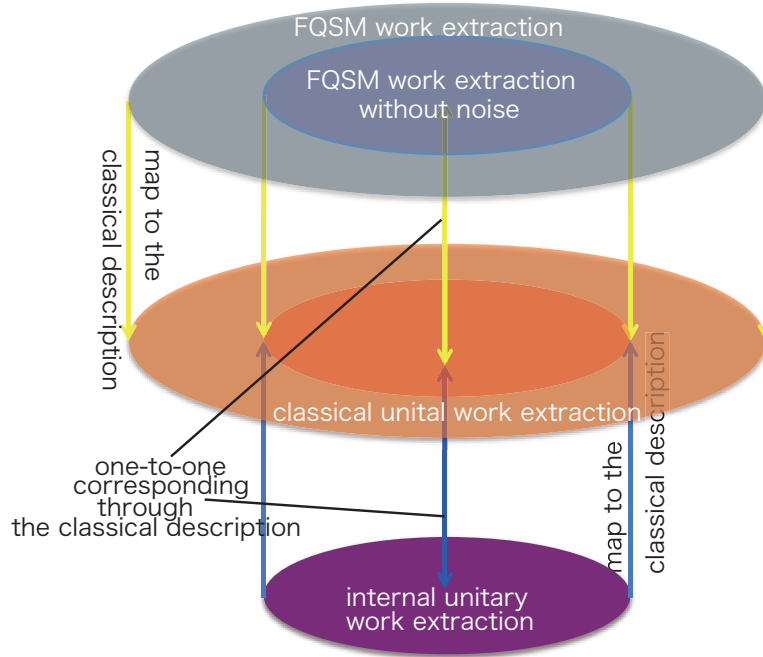 FQSM work extraction
FQSM work extraction
without noise
map to the
classical description
classical unital work extraction
one-to-one
corresponding
through
the classical description
map to the
classical description
internal unitary
work extraction